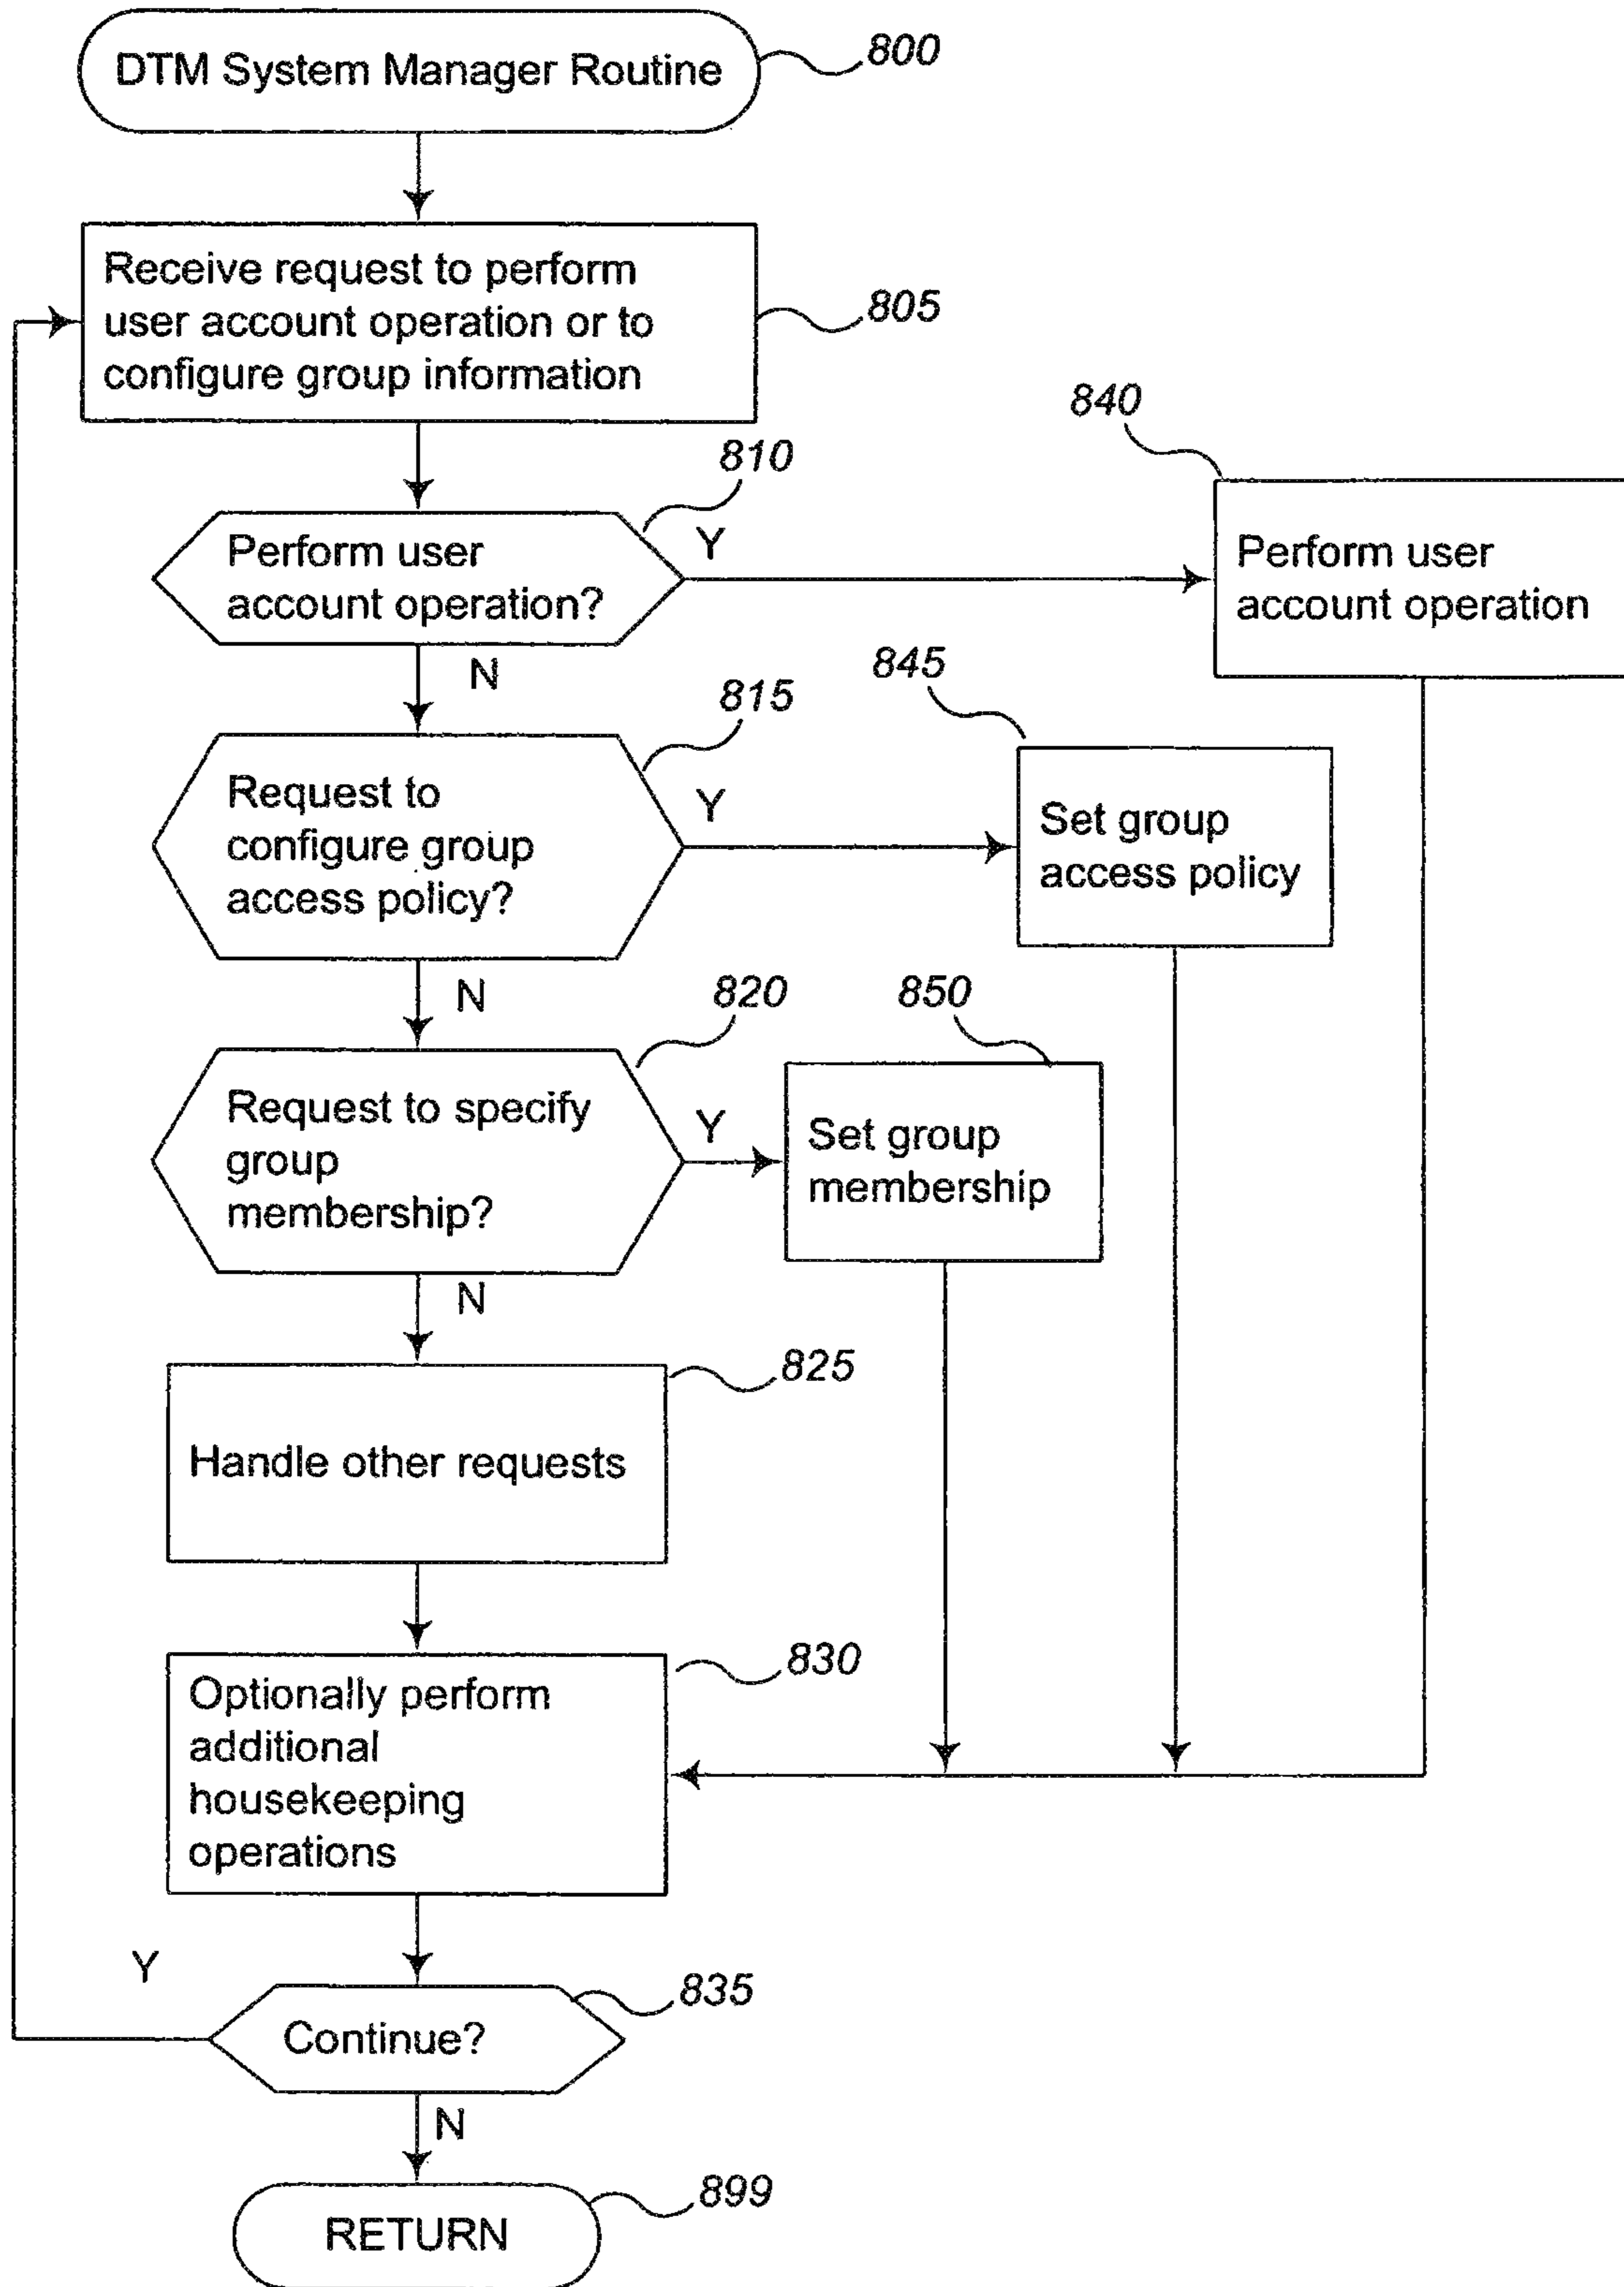 DTM System Manager Routine
800
Receive request to perform
user account operation or to
configure group information
805
810
Perform user
account operation?
Y
N
840
Perform user
account operation
815
Request to
configure group
access policy?
Y
N
845
Set group
access policy
820
Request to specify
group
membership?
Y
N
850
Set group
membership
825
Handle other requests
830
Optionally perform
additional
housekeeping
operations
Y
835
Continue?
N
899
RETURN